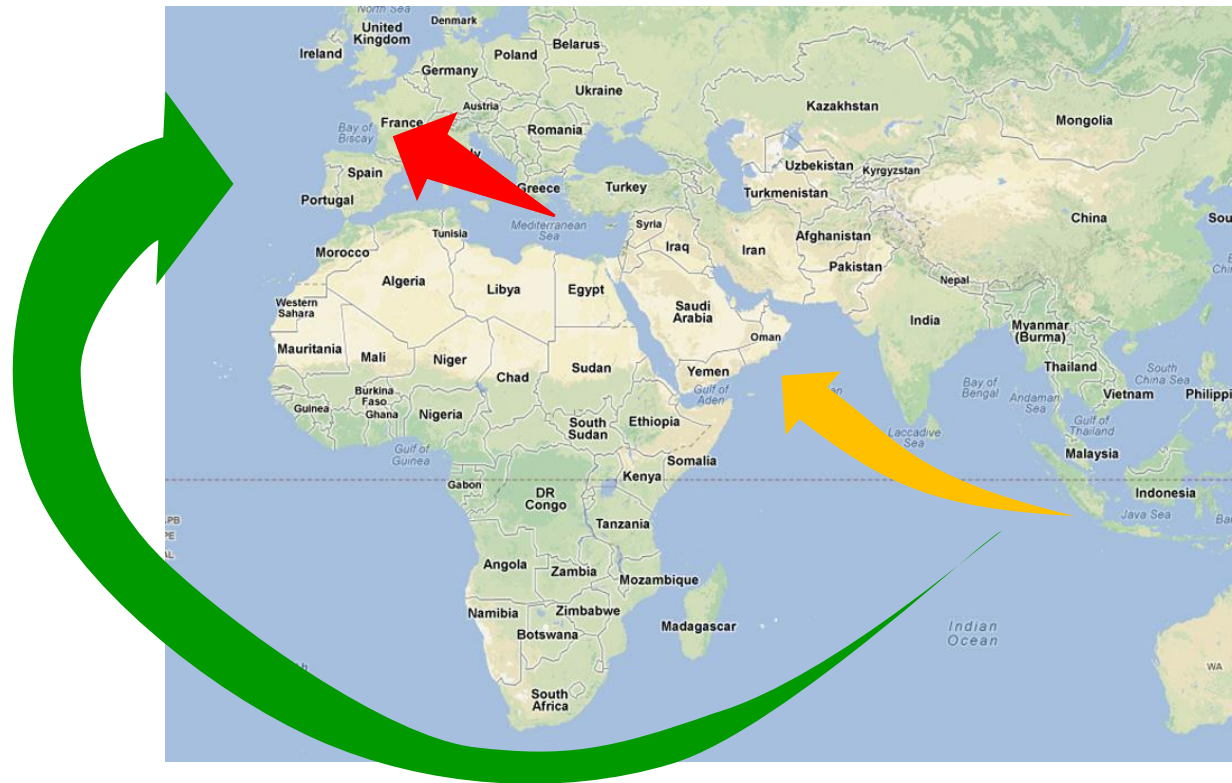 North Sea
United
Kingdom
Denmark
Ireland
Poland
Belarus
Germany
Ukraine
Austria
France
Kazakhstan
Mongolia
Bay of
Biscay
Romania
Uzbekistan
Kyrgyzstan
Spain
Greece
Turkey
Turkmenistan
Portugal
China
Mediterranean
Sea
Syria
Tunisia
Afghanistan
Morocco
Iraq
Iran
Pakistan
Algeria
Libya
Egypt
Nepal
Western
Sahara
Saudi
Arabia
India
Oman
Myanmar
(Burma)
Mauritania
Mali
Niger
Chad
Sudan
Yemen
Gulf of
Aden
Thailand
South
China Sea
Bay of
Bengal
Andaman
Sea
Vietnam
Burkina
Faso
Guinea
Ghana
Nigeria
South
Sudan
Ethiopia
Laccadive
Sea
Gulf of
Thailand
Gulf of
Guinea
Somalia
Malaysia
Kenya
Gabon
DR
Congo
Indonesia
Java Sea
Tanzania
Angola
Zambia
Mozambique
Namibia
Zimbabwe
Botswana
Madagascar
Indian
Ocean
WA
South
Africa